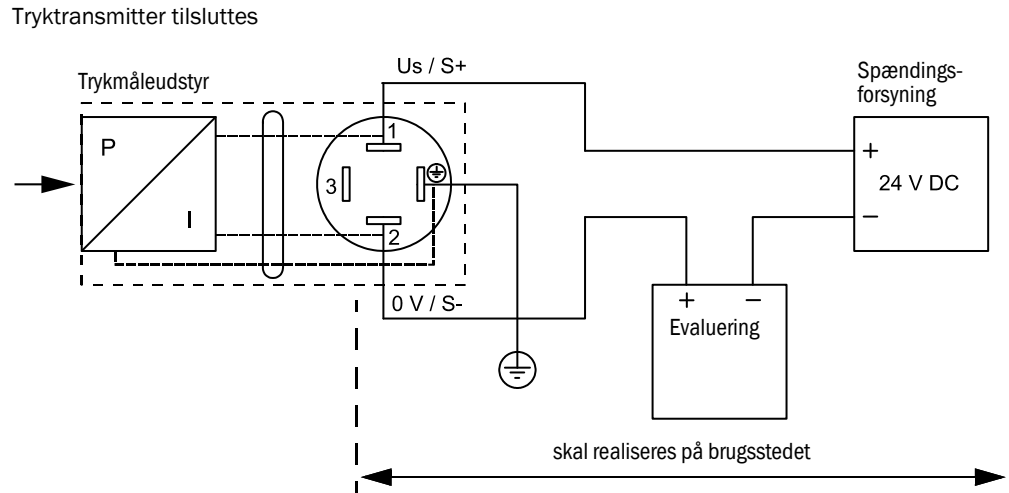 Tryktransmitter tilsluttes
Us / S+
Trykmåleudstyr
Spændings-
forsyning
P
I
1
3
2
+
24 V DC
–
0 V / S-
+ –
Evaluering
skal realiseres på brugsstedet